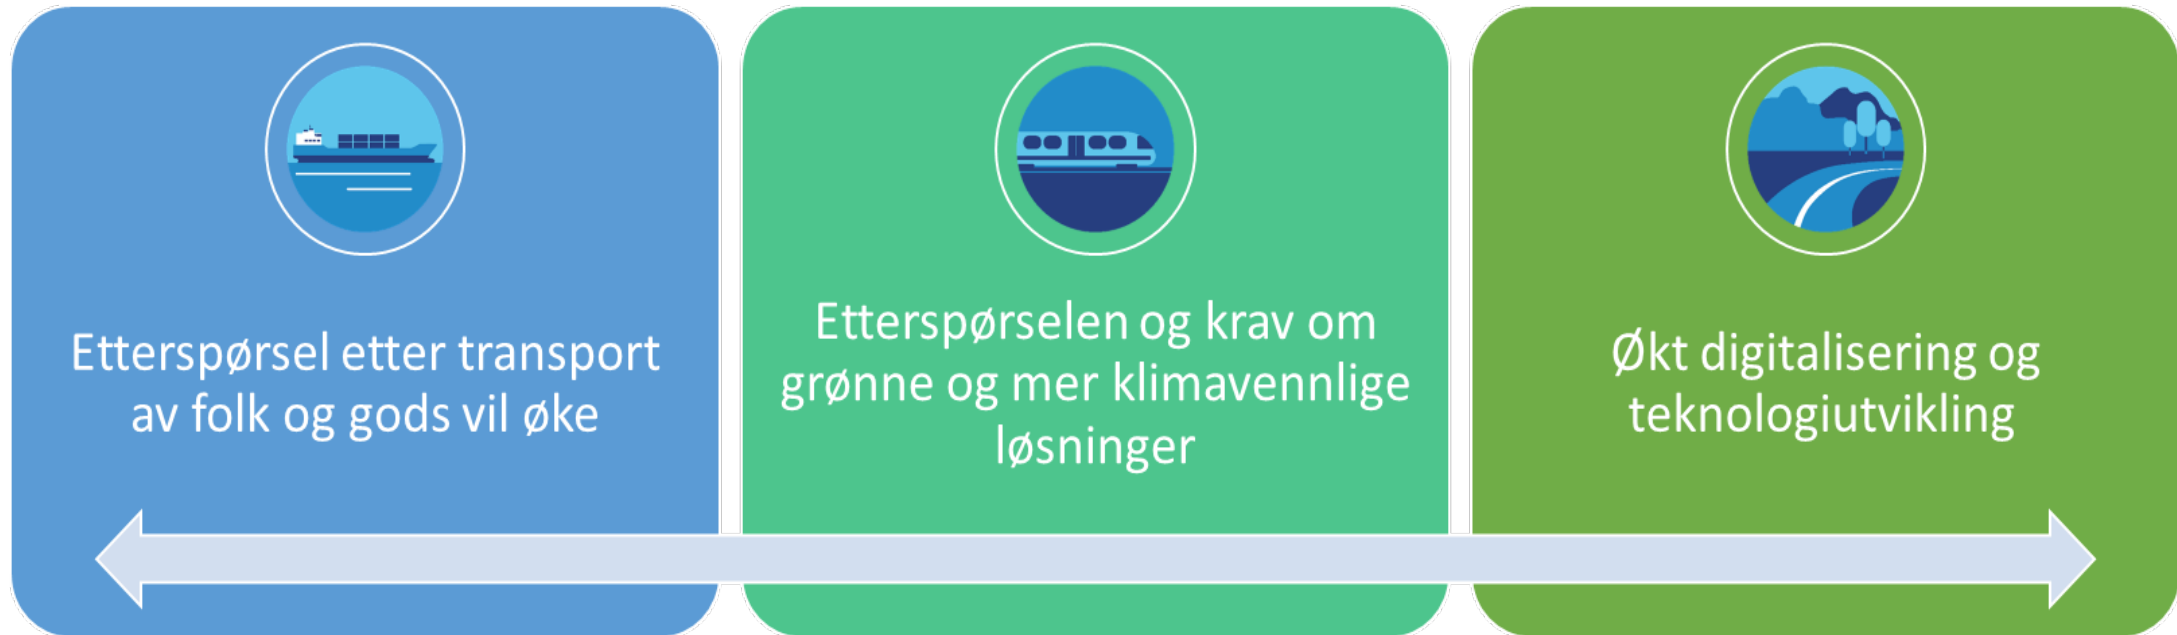 Etterspørsel etter transport
av folk og gods vil øke
Etterspørselen og krav om
grønne og mer klimavennlige
løsninger
Økt digitalisering og
teknologiutvikling